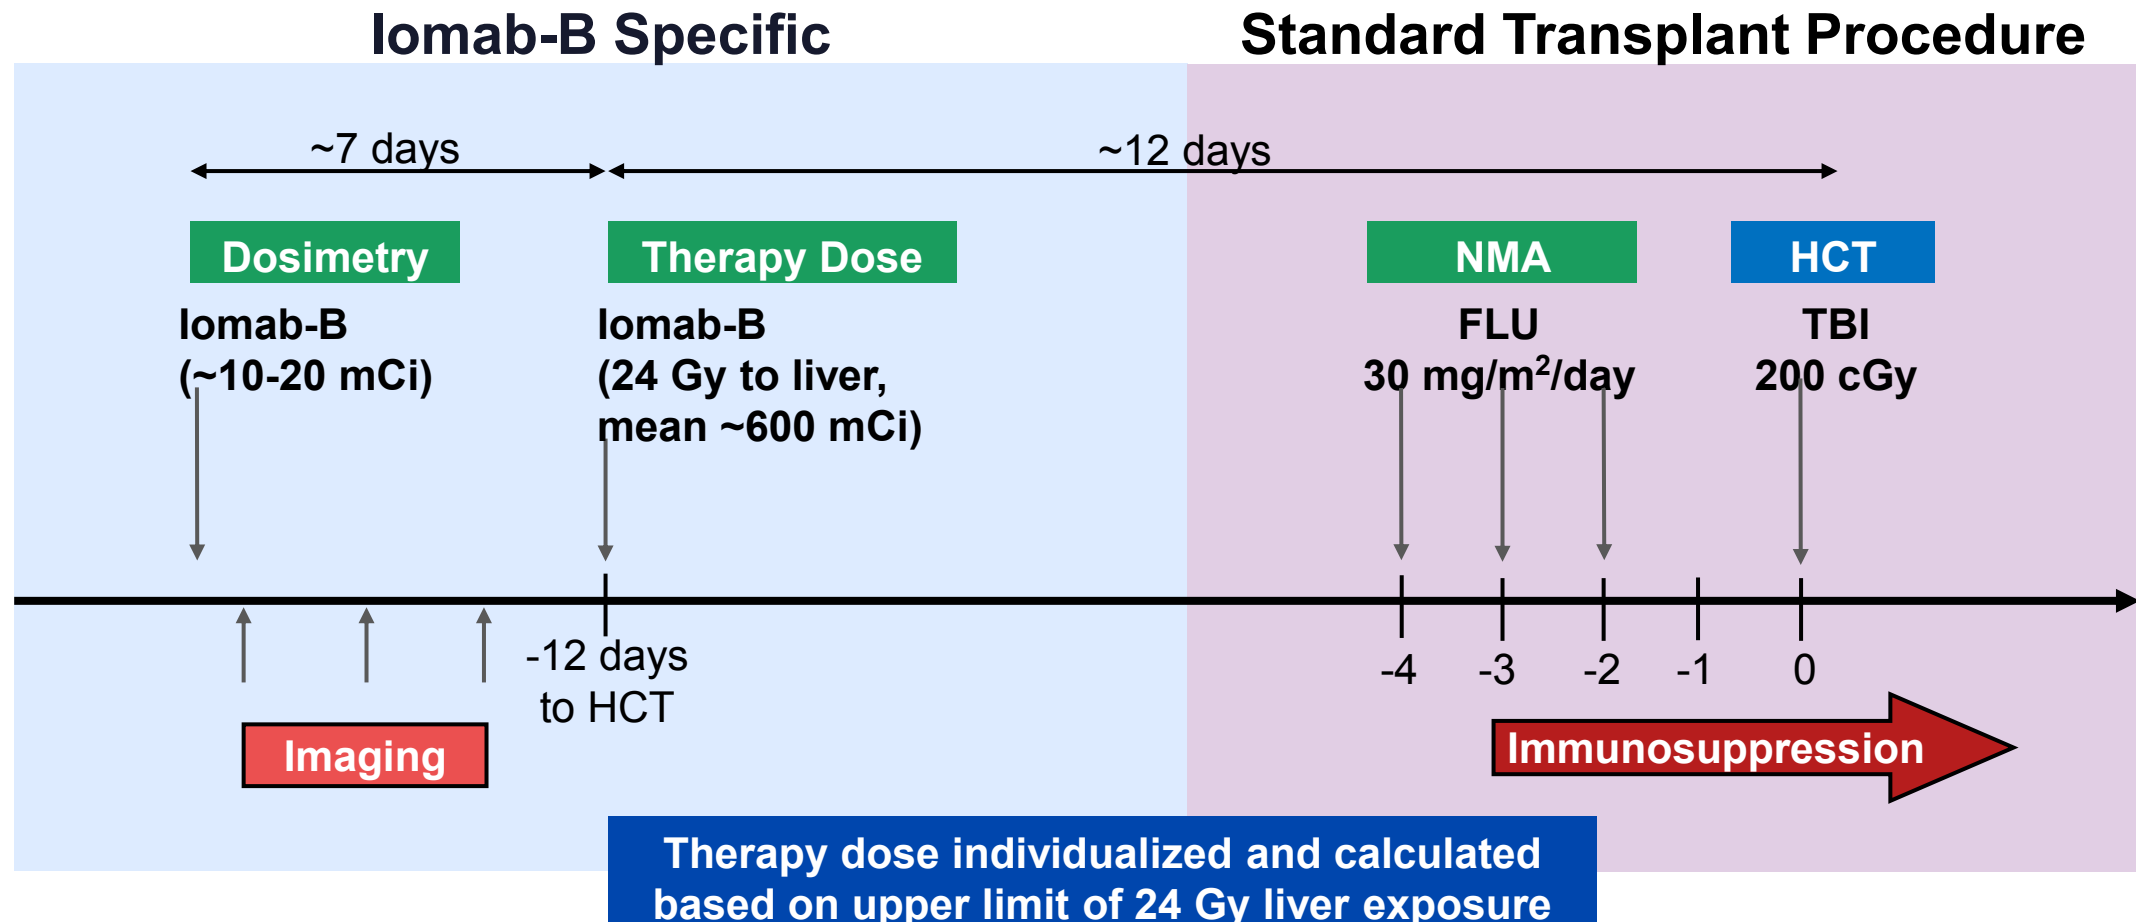 Iomab-B Specific
Standard Transplant Procedure
~7 days
~12 days
Dosimetry
Therapy Dose
NMA
HCT
Iomab-B
(~10-20 mCi)
Iomab-B
(24 Gy to liver,
mean ~600 mCi)
FLU
30 mg/m²/day
TBI
200 cGy
-12 days
to HCT
-4
-3
-2
-1
0
Imaging
Immunosuppression
Therapy dose individualized and calculated
based on upper limit of 24 Gy liver exposure